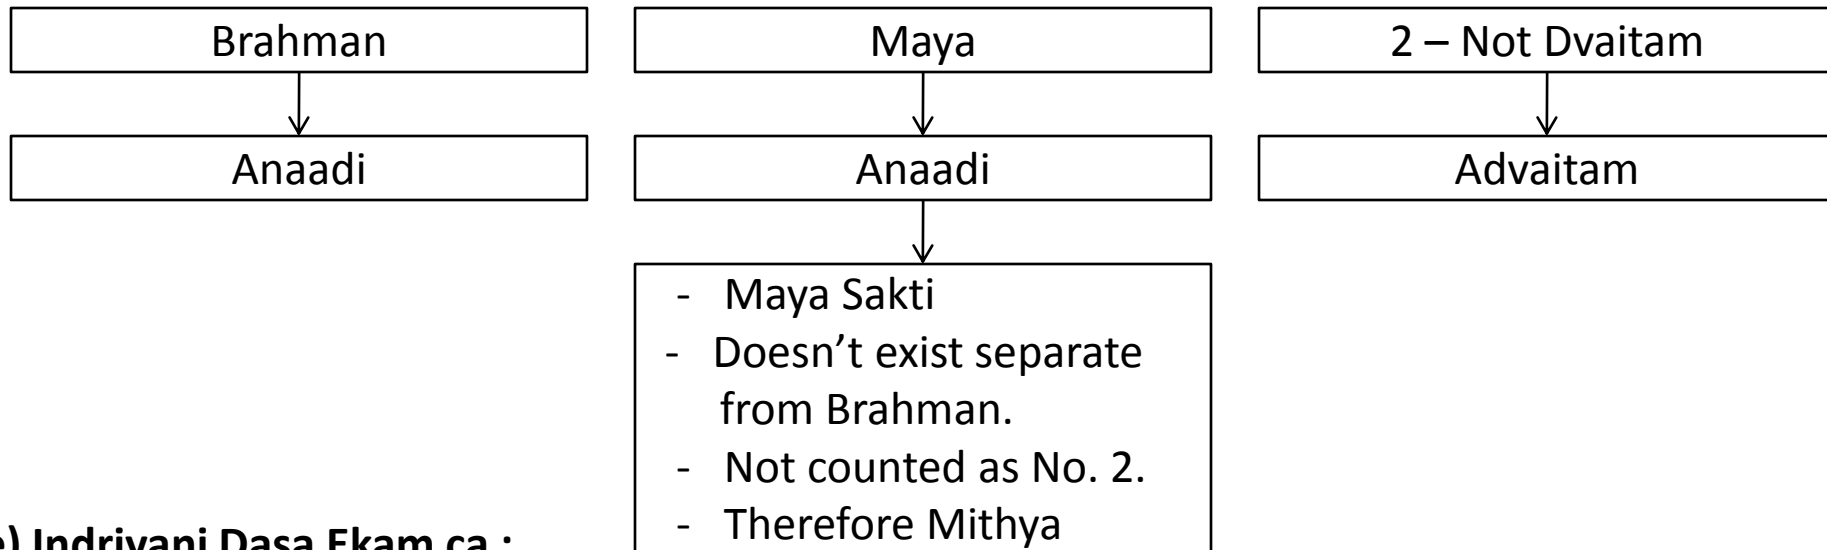 Brahman
Maya
2 – Not Dvaitam
Anaadi
Anaadi
Advaitam
- Maya Sakti
- Doesn’t exist separate
from Brahman.
- Not counted as No. 2.
- Therefore Mithya
e) Indriyani Dasa Ekam ca :